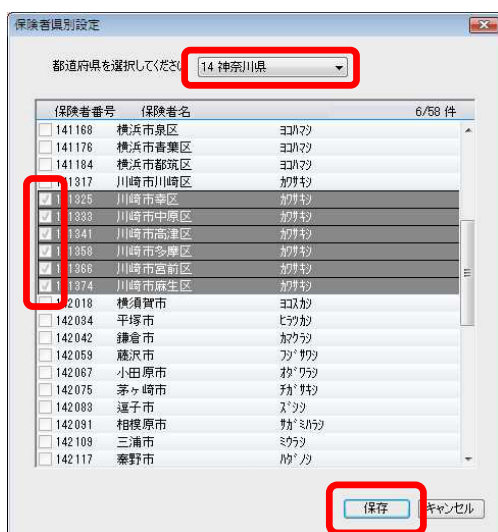 保険者県別設定
都道府県を選択してくださ 14 神奈川県
保険者番号 保険者名 6/58 件
141168 横浜市泉区 ﾖｺﾊﾏｼ
141176 横浜市青葉区 ﾖｺﾊﾏｼ
141184 横浜市都筑区 ﾖｺﾊﾏｼ
1317 川崎市川崎区 ｶﾜｻｷｼ
1325 川崎市幸区 ｶﾜｻｷｼ
1333 川崎市中原区 ｶﾜｻｷｼ
1341 川崎市高津区 ｶﾜｻｷｼ
1358 川崎市多摩区 ｶﾜｻｷｼ
1366 川崎市宮前区 ｶﾜｻｷｼ
1374 川崎市麻生区 ｶﾜｻｷｼ
142018 横須賀市 ﾖｺｽｶｼ
142034 平塚市 ﾋﾗﾂｶｼ
142042 鎌倉市 ｶﾏｸﾗｼ
142059 藤沢市 ﾌｼﾞｻﾜｼ
142067 小田原市 ｵﾀﾞﾜﾗｼ
142075 茅ヶ崎市 ﾁｶﾞｻｷｼ
142083 逗子市 ｽﾞｼｼ
142091 相模原市 ｻｶﾞﾐﾊﾗｼ
142109 三浦市 ﾐｳﾗｼ
142117 秦野市 ﾊﾀﾞﾉｼ
保存 キャンセル